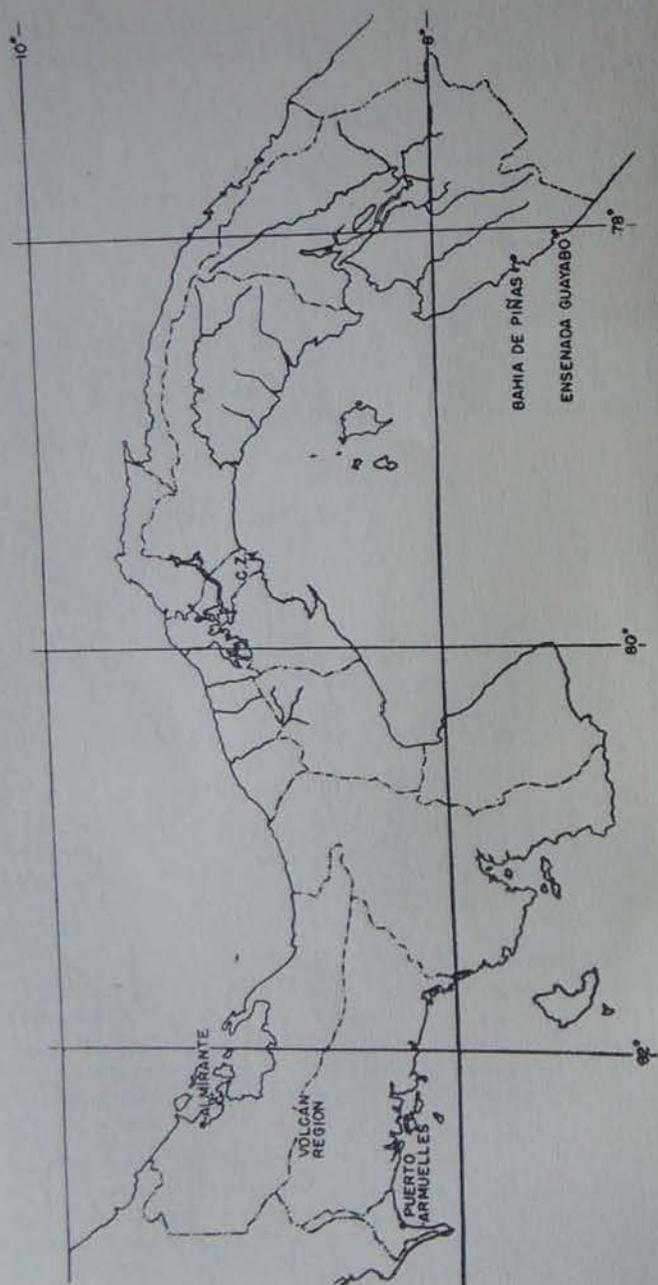 10°
8°
78°
80°
82°
C.Z.
ALMIRANTE
VOLCÁN
REGION
PUERTO
ARMUELLES
BAHIA DE PIÑAS
ENSENADA GUAYABO